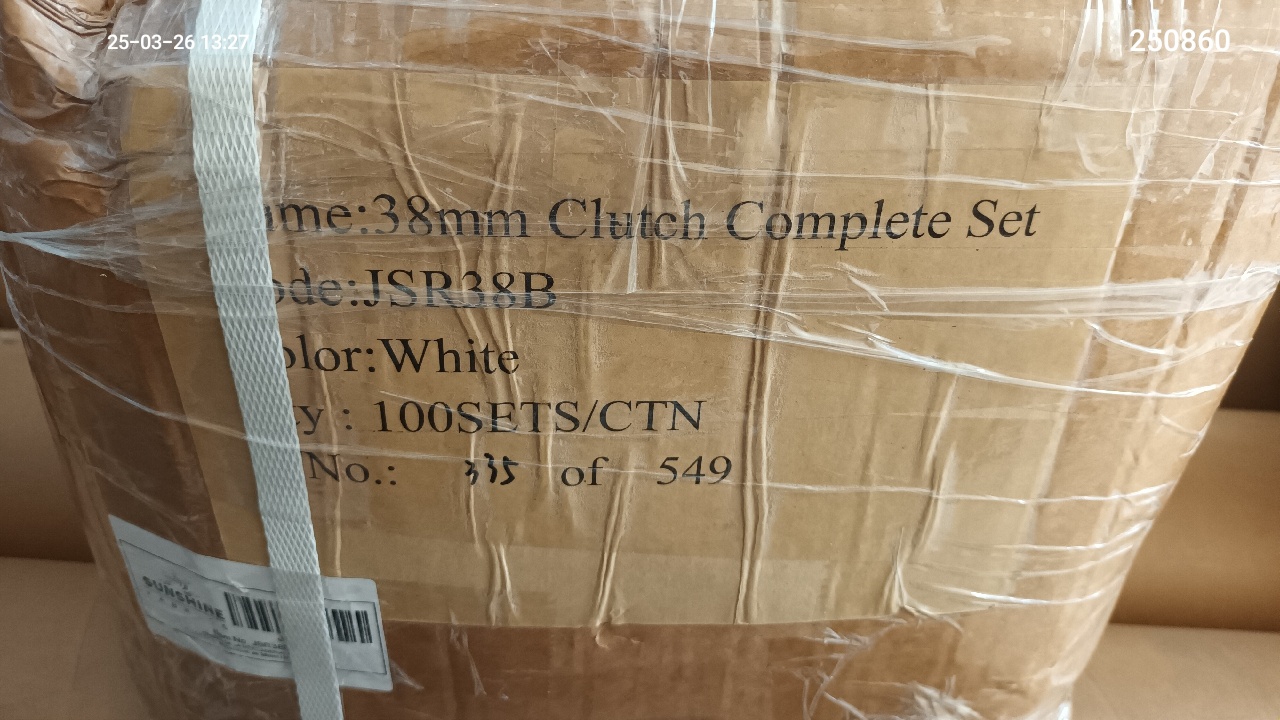 25-03-26 13:27
250860
ame:38mm Clutch Complete Set
ode:JSR38B
olor:White
y : 100SETS/CTN
No.: 335 of 549
SUNSHINE